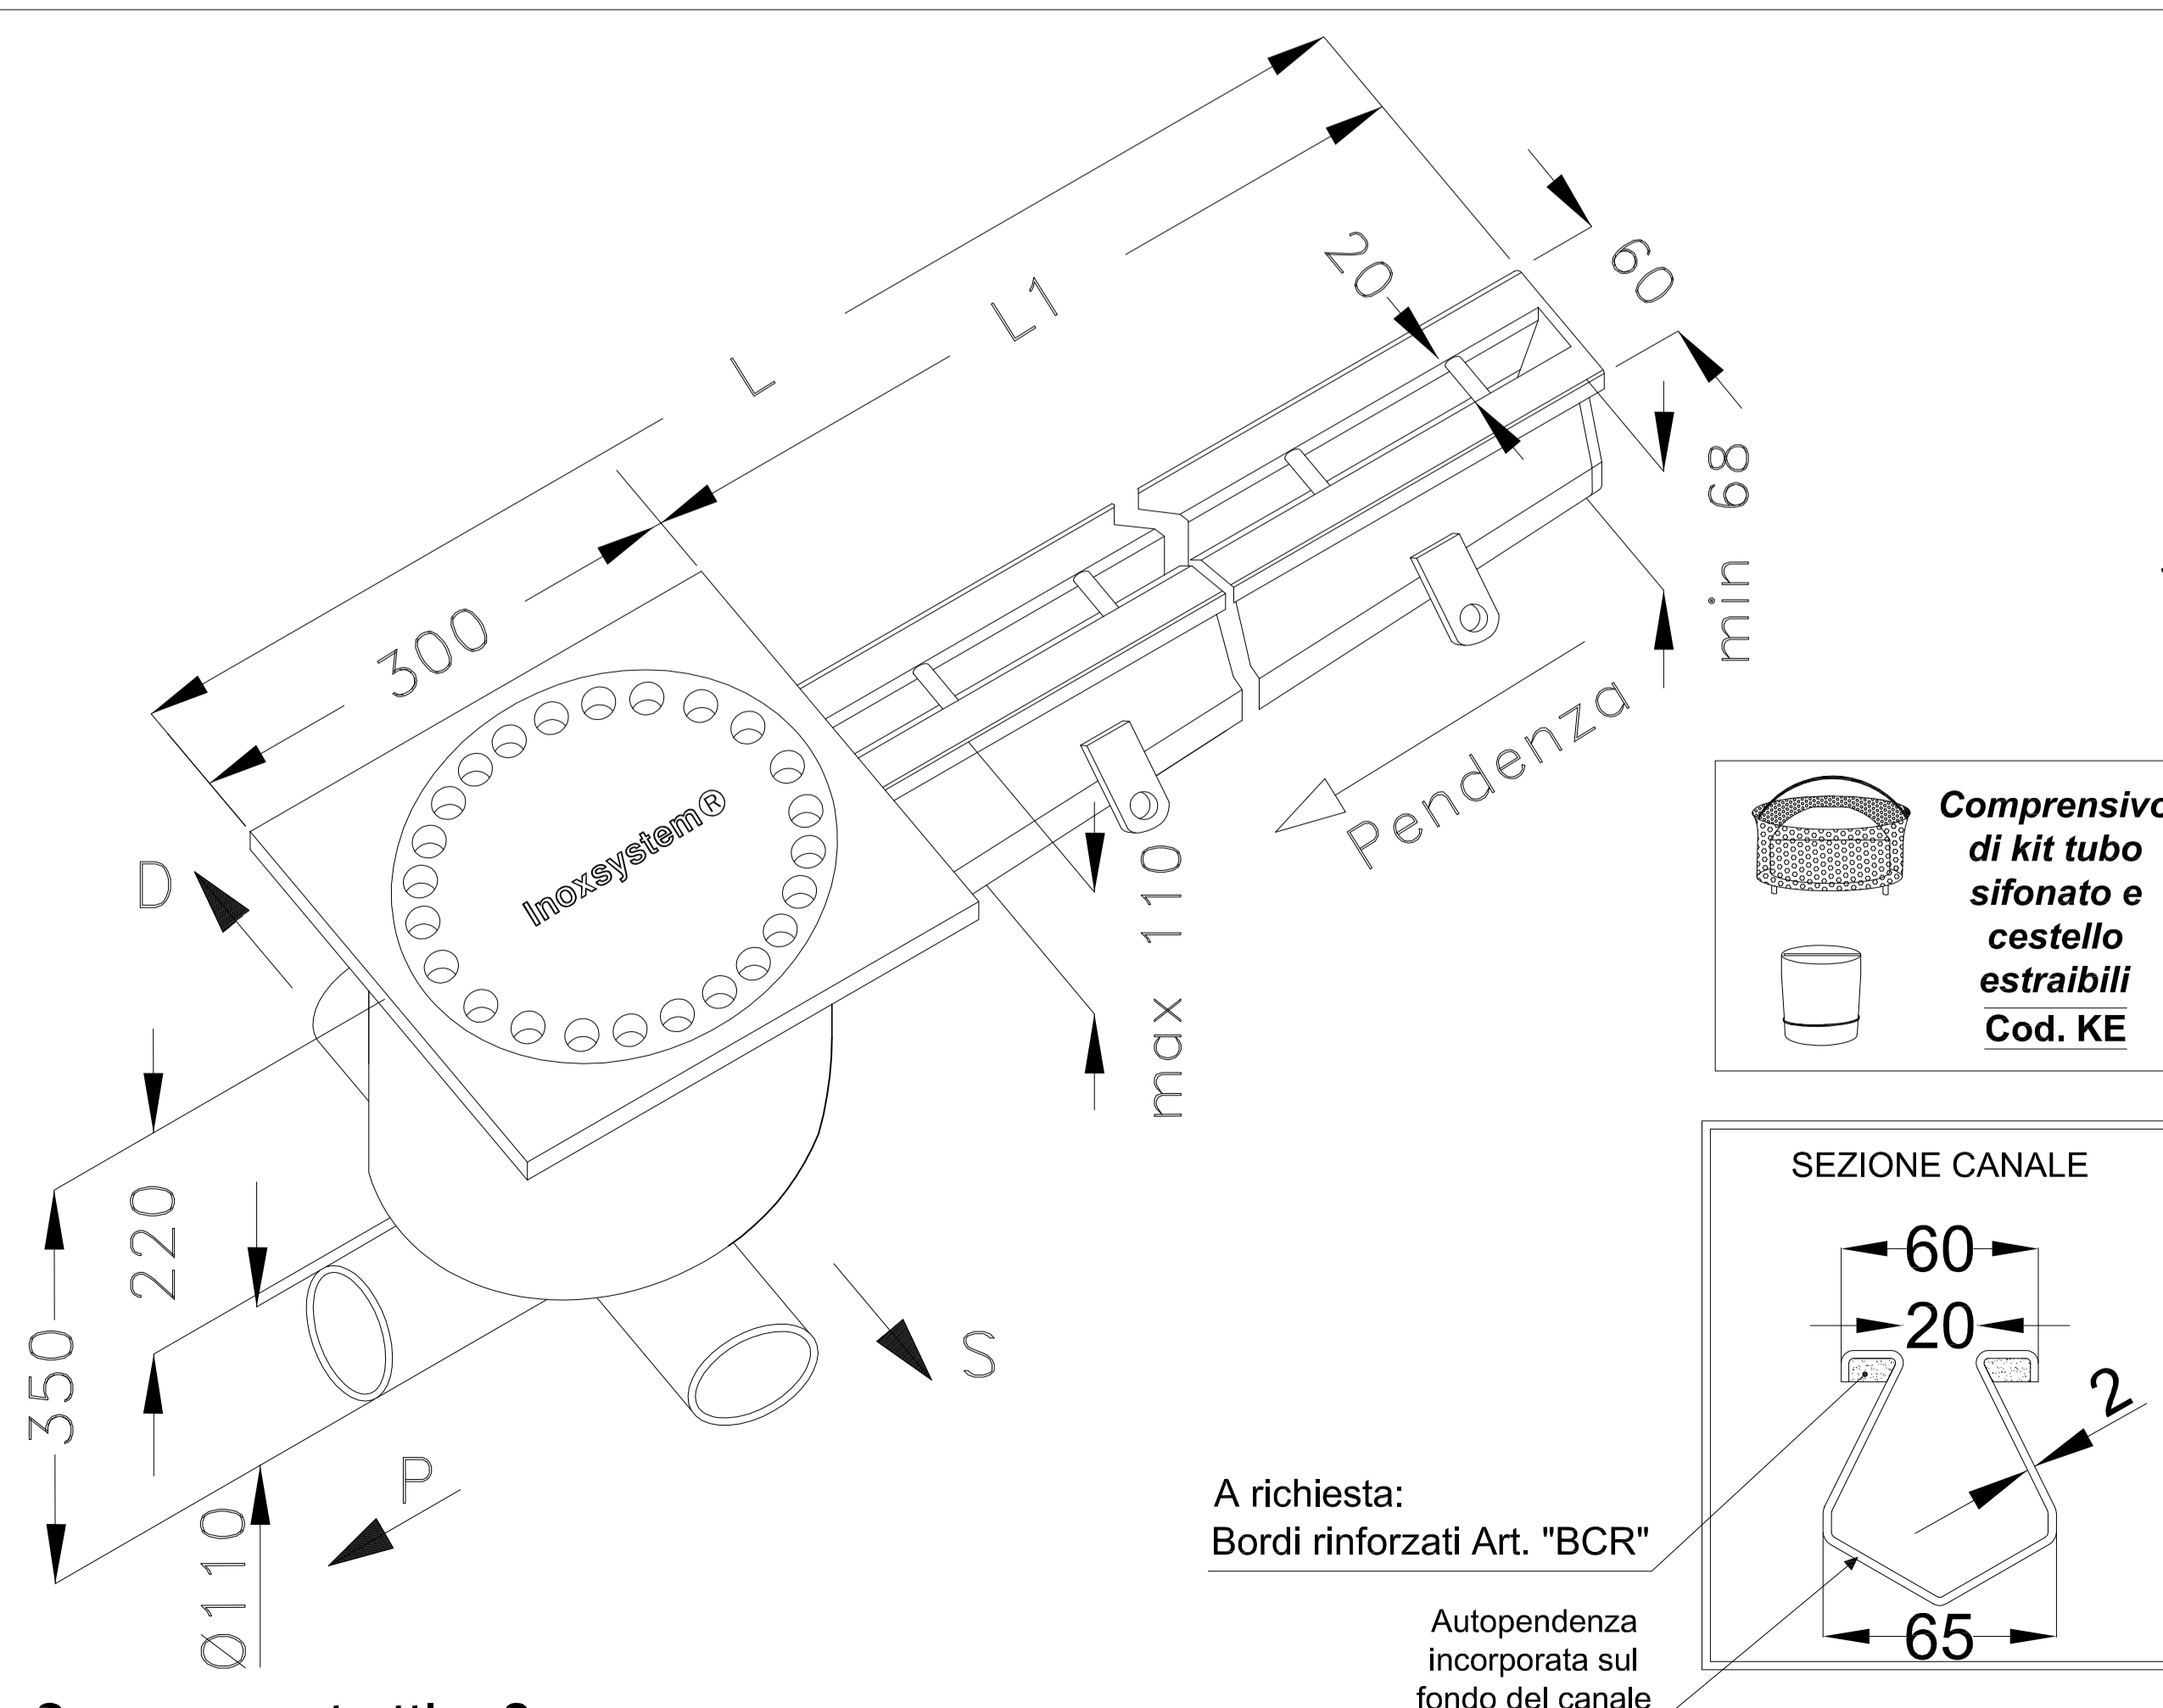 L
L1
20
60
300
min 68
Pendenza
max 110
Inoxsystem®
D
220
350
Ø110
P
S
Comprensivo
di kit tubo
sifonato e
cestello
estraibili
Cod. KE
SEZIONE CANALE
60
20
2
65
A richiesta:
Bordi rinforzati Art. "BCR"
Autopendenza
incorporata sul
fondo del canale